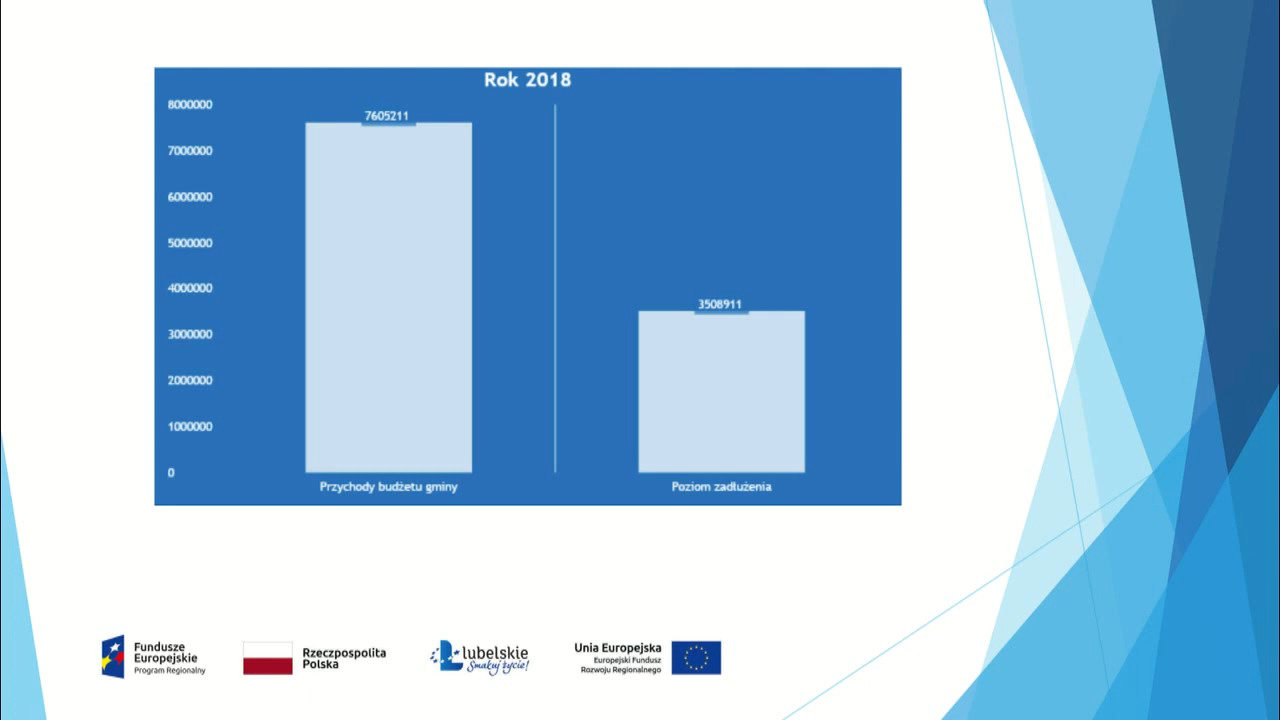 Rok 2018
8000000
7000000
6000000
5000000
4000000
3000000
2000000
1000000
0
7605211
3508911
Przychody budżetu gminy
Poziom zadłużenia
Fundusze
Europejskie
Program Regionalny
Rzeczpospolita
Polska
lubelskie
Smakuj życie!
Unia Europejska
Europejski Fundusz
Rozwoju Regionalnego